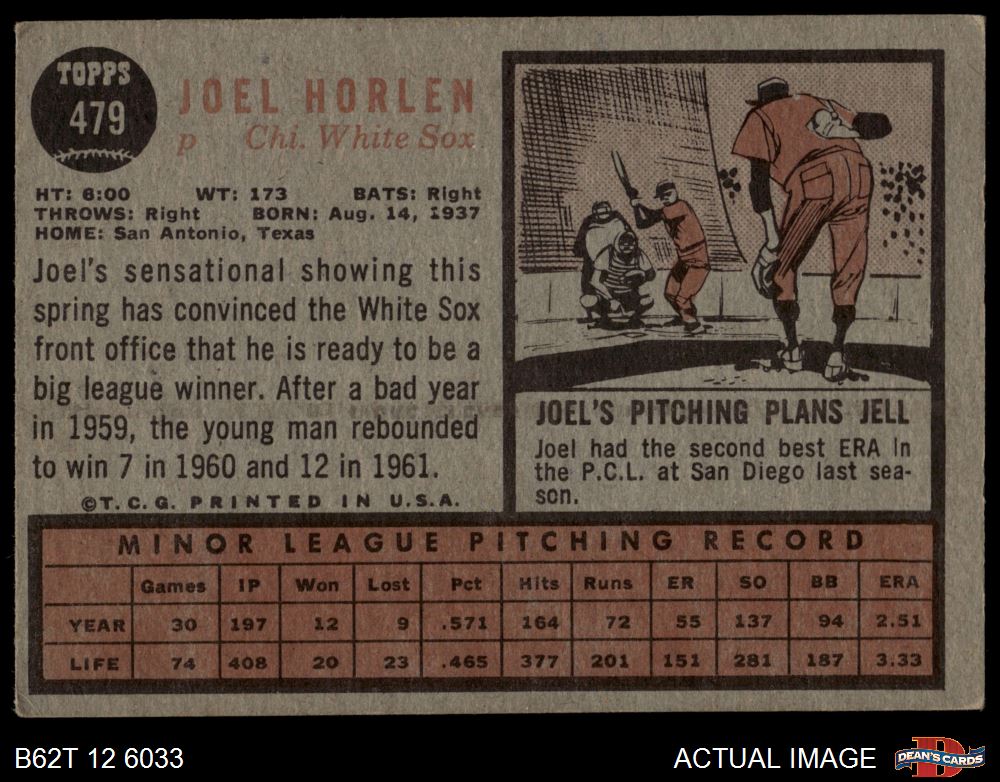 TOPPS
479
JOEL HORLEN
p Chi. White Sox
HT: 6:00 WT: 173 BATS: Right
THROWS: Right BORN: Aug. 14, 1937
HOME: San Antonio, Texas
Joel's sensational showing this
spring has convinced the White Sox
front office that he is ready to be a
big league winner. After a bad year
in 1959, the young man rebounded
to win 7 in 1960 and 12 in 1961.
©T.C.G. PRINTED IN U.S.A.
JOEL'S PITCHING PLANS JELL
Joel had the second best ERA in
the P.C.L. at San Diego last sea-
son.
MINOR LEAGUE PITCHING RECORD
Games IP Won Lost Pct Hits Runs ER SO BB ERA
YEAR 30 197 12 9 .571 164 72 55 137 94 2.51
LIFE 74 408 20 23 .465 377 201 151 281 187 3.33
B62T 12 6033
ACTUAL IMAGE
D
DEAN'S CARDS